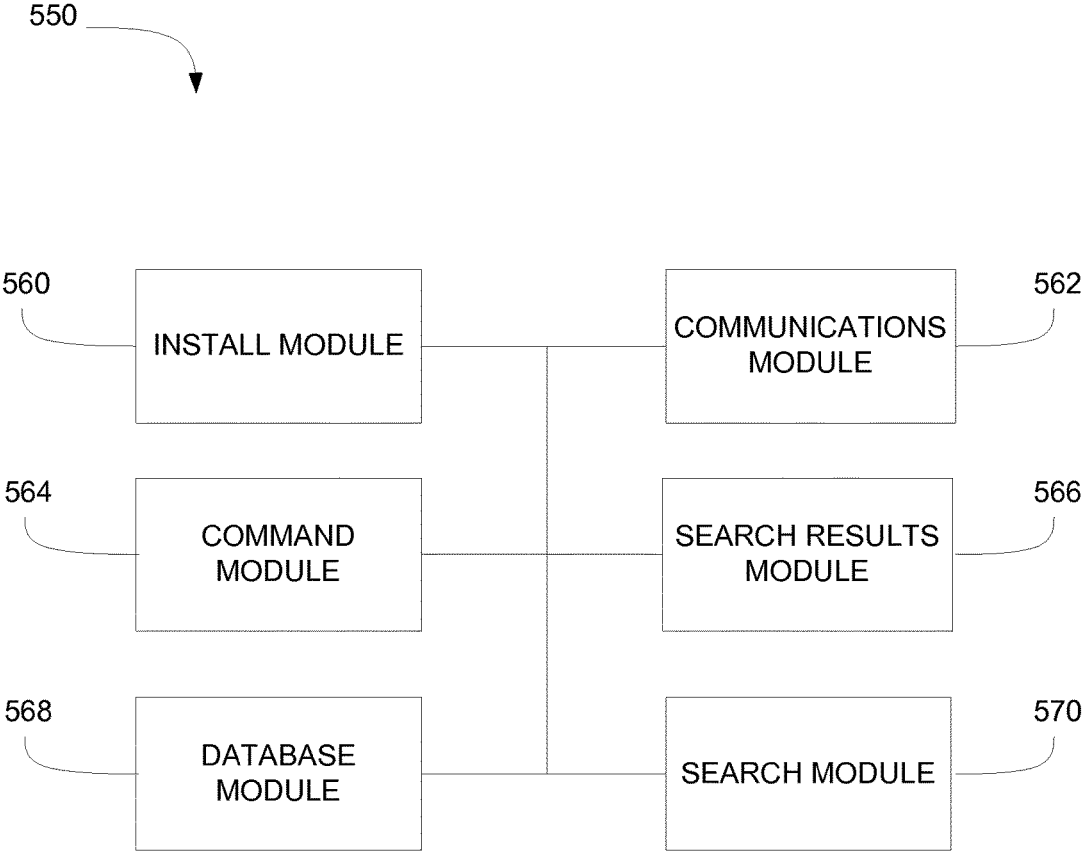 550
560
INSTALL MODULE
COMMUNICATIONS
MODULE
562
564
COMMAND
MODULE
SEARCH RESULTS
MODULE
566
568
DATABASE
MODULE
SEARCH MODULE
570